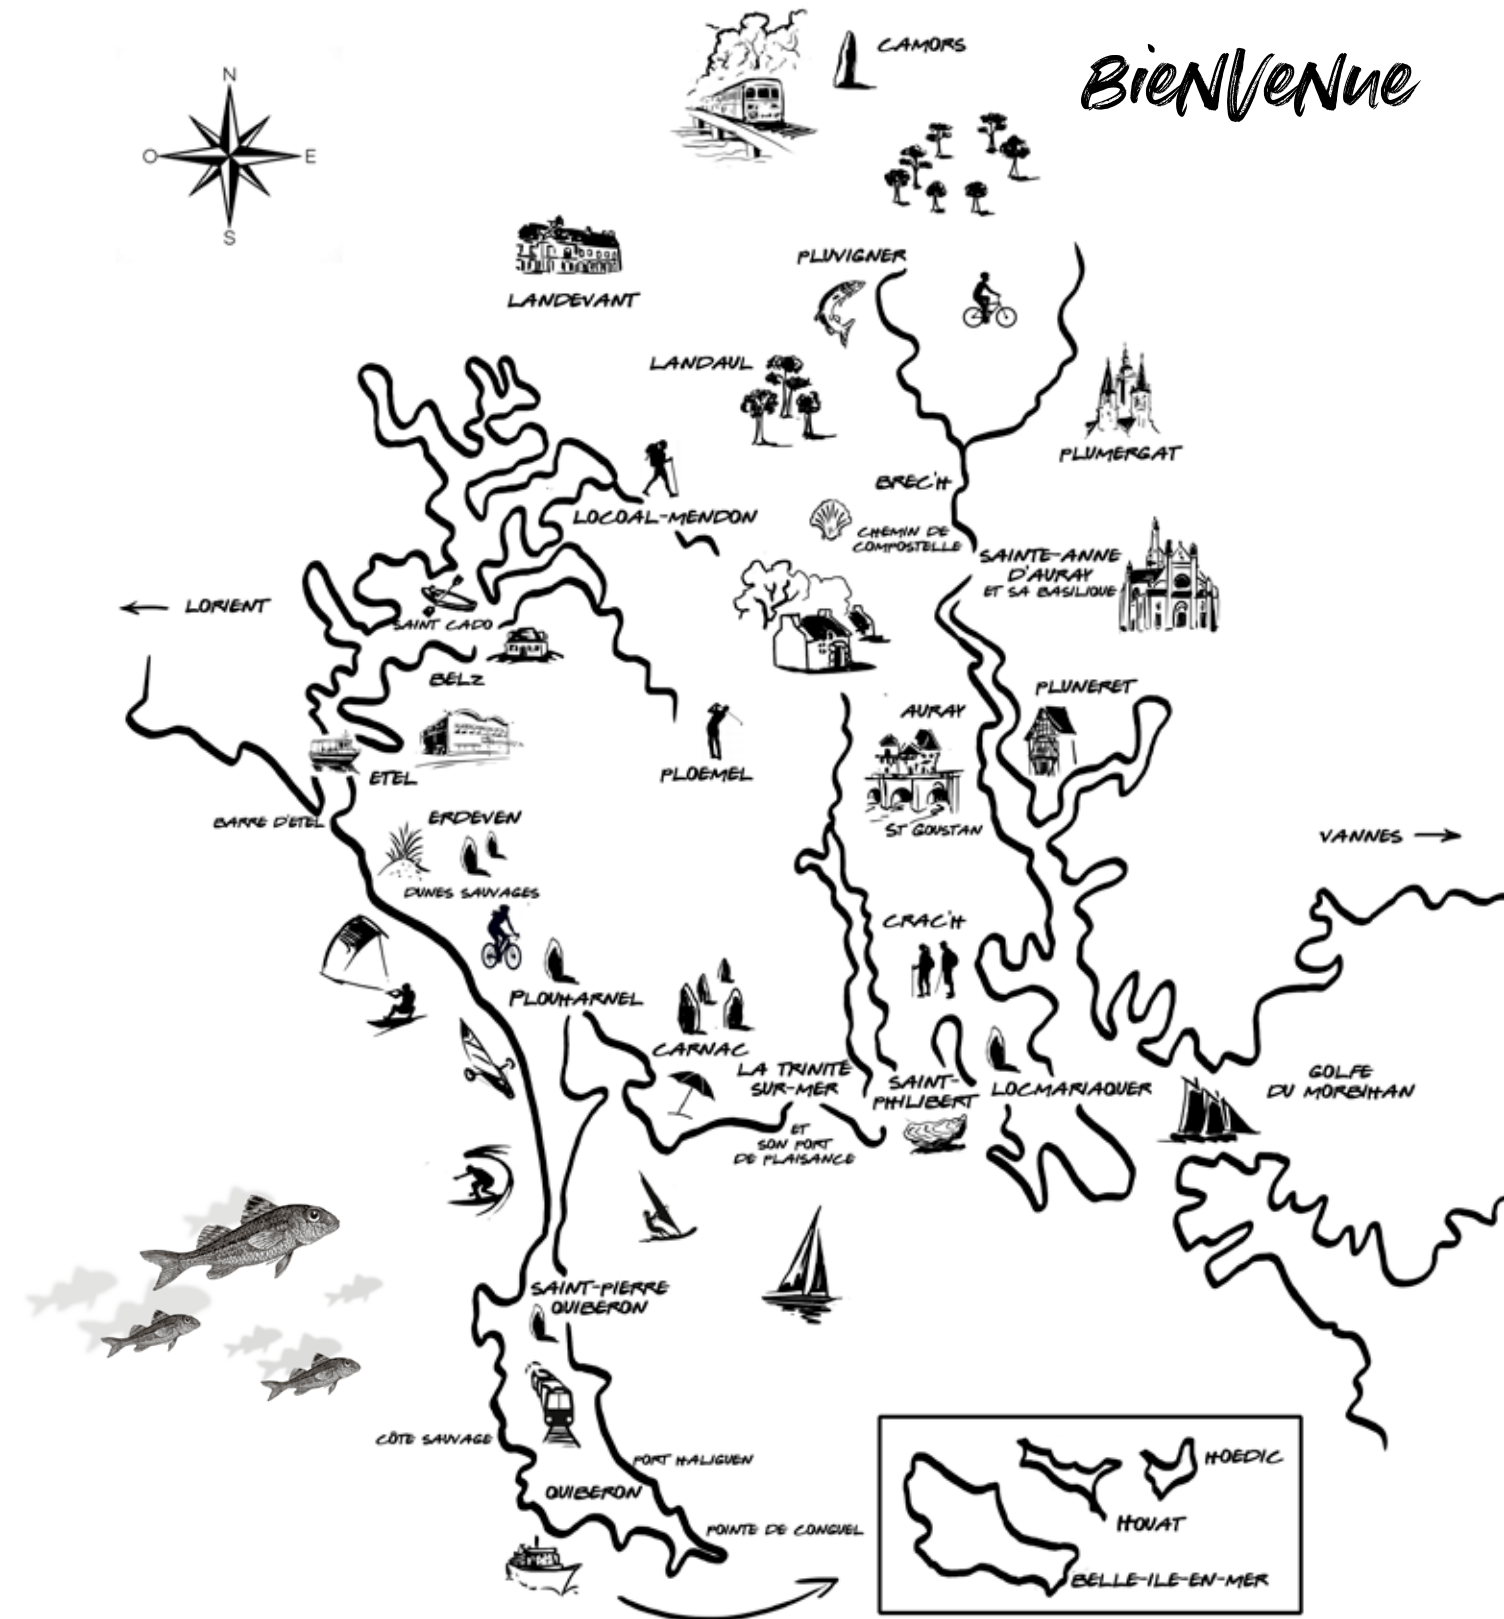 CAMORS
BIENVENUE
N
O
E
S
PLUVIGNER
LANDEVANT
LANDAUL
PLUMERGAT
BREC'H
LOCOAL-MENDON
CHEMIN DE
COMPOSTELLE
SAINTE-ANNE
D'AURAY
ET SA BASILIQUE
LORIENT
SAINT CADO
BELZ
PLUNERET
AURAY
ETEL
PLOEMEL
BARRE D'ETEL
ERDEVEN
ST GOUSTAN
VANNES
DUNES SAUVAGES
CRAC'H
PLOUHARNEL
CARNAC
LA TRINITÉ
SUR-MER
ET
SON PORT
DE PLAISANCE
SAINT-
PHILIBERT
LOCMARIAQUER
GOLFE
DU MORBIHAN
SAINT-PIERRE
QUIBERON
CÔTE SAUVAGE
PORT HALIGUEN
QUIBERON
POINTE DE CONGUEL
HOEDIC
HOUAT
BELLE-ILE-EN-MER